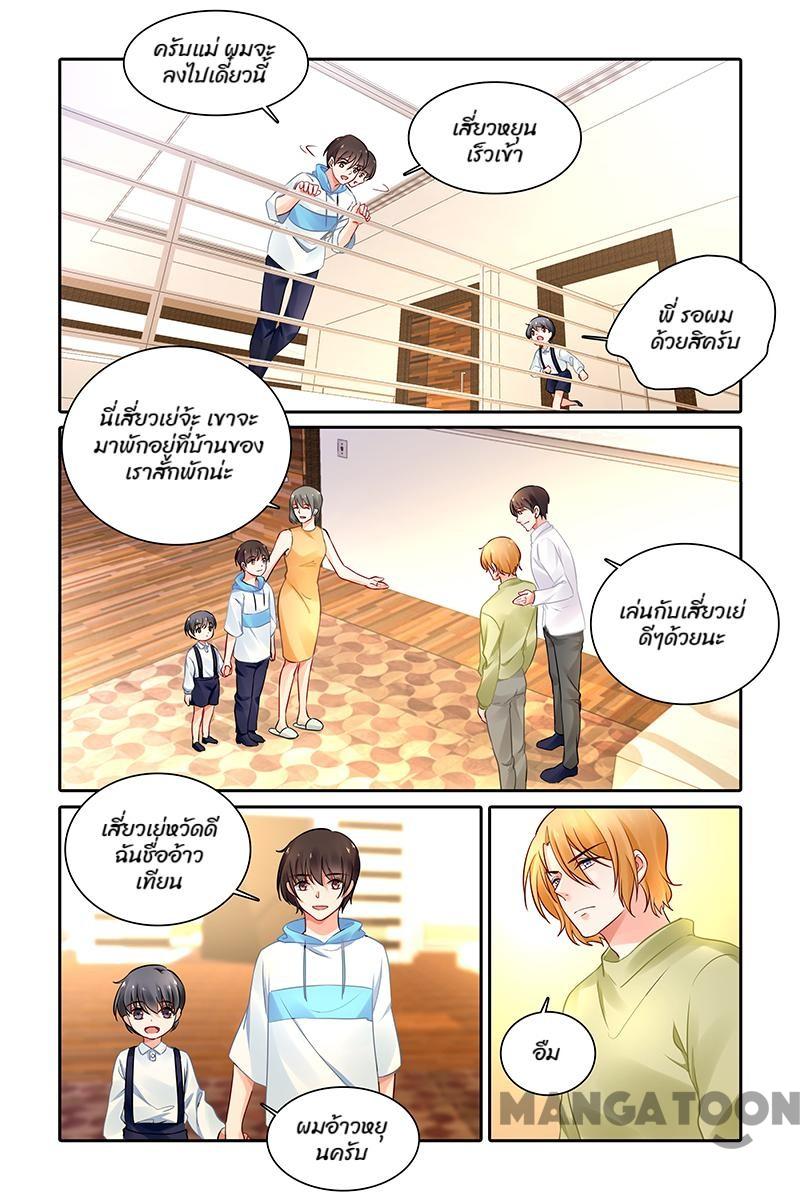 ครับแม่ ผมจะ
ลงไปเดี๋ยวนี้
เสี่ยวหยุน
เร็วเข้า
พี่ รอผม
ด้วยสิครับ
นี่เสี่ยวเย่จ้ะ เขาจะ
มาพักอยู่ที่บ้านของ
เราสักพักน่ะ
เล่นกับเสี่ยวเย่
ดีๆด้วยนะ
เสี่ยวเย่หวัดดี
ฉันชื่ออ้าว
เทียน
ผมอ้าวหยุ
นครับ
อืม
MANGATOON